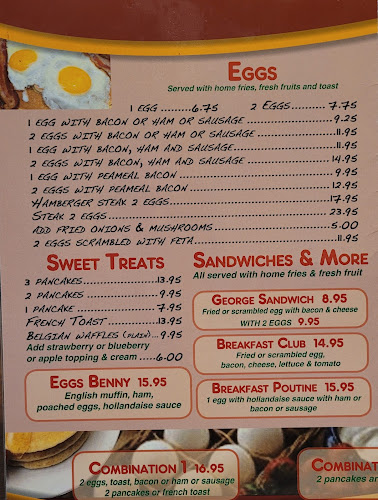 EGGS
Served with home fries, fresh fruits and toast
1 EGG..........6.75 2 EGGS............7.75
1 EGG WITH BACON OR HAM OR SAUSAGE....................9.25
2 EGGS WITH BACON OR HAM OR SAUSAGE....................11.95
1 EGG WITH BACON, HAM AND SAUSAGE....................11.95
2 EGGS WITH BACON, HAM AND SAUSAGE....................14.95
1 EGG WITH PEAMEAL BACON....................9.95
2 EGGS WITH PEAMEAL BACON....................12.95
HAMBERGER STEAK 2 EGGS....................17.95
STEAK 2 EGGS....................23.95
ADD FRIED ONIONS & MUSHROOMS....................5.00
2 EGGS SCRAMBLED WITH FETA....................11.95
SWEET TREATS
3 PANCAKES....................13.95
2 PANCAKES....................9.95
1 PANCAKE....................7.95
FRENCH TOAST....................13.95
BELGIAN WAFFLES (PLAIN)...9.95
Add strawberry or blueberry
or apple topping & cream.....6.00
EGGS BENNY 15.95
English muffin, ham,
poached eggs, hollandaise sauce
SANDWICHES & MORE
All served with home fries & fresh fruit
GEORGE SANDWICH 8.95
Fried or scrambled egg with bacon & cheese
WITH 2 EGGS 9.95
BREAKFAST CLUB 14.95
Fried or scrambled egg,
bacon, cheese, lettuce & tomato
BREAKFAST POUTINE 15.95
1 egg with hollandaise sauce with ham or
bacon or sausage
COMBINATION 1 16.95
2 eggs, toast, bacon or ham or sausage
2 pancakes or french toast
COMBINAT
2 pancakes